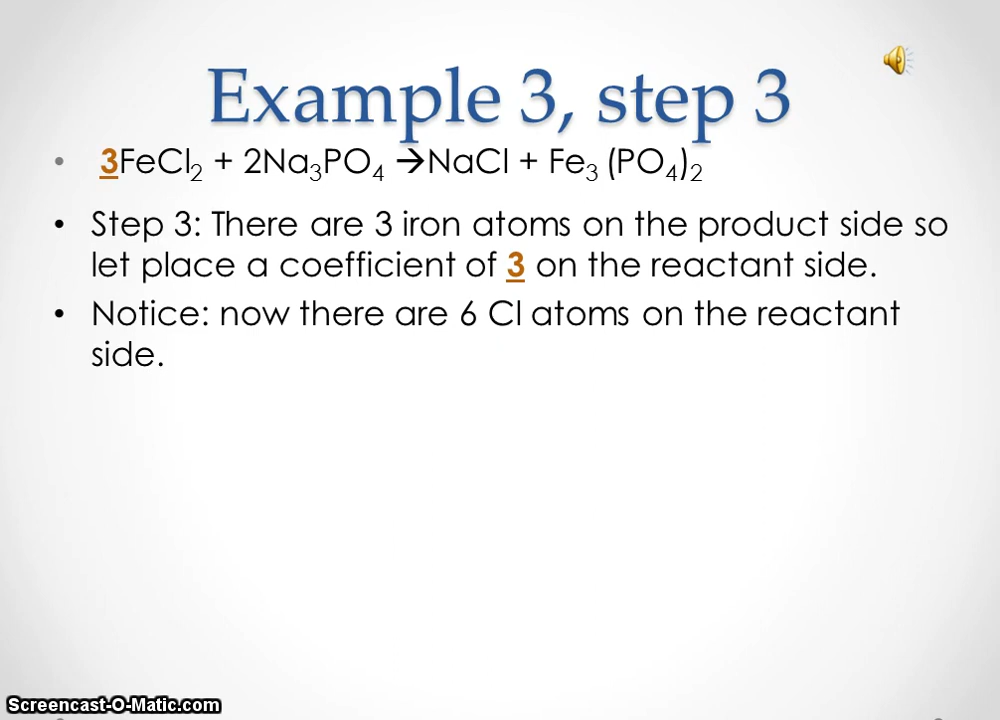 Example 3, step 3
• 3FeCl₂ + 2Na₃PO₄ →NaCl + Fe₃ (PO₄)₂
• Step 3: There are 3 iron atoms on the product side so
let place a coefficient of 3 on the reactant side.
• Notice: now there are 6 Cl atoms on the reactant
side.
Screencast-O-Matic.com